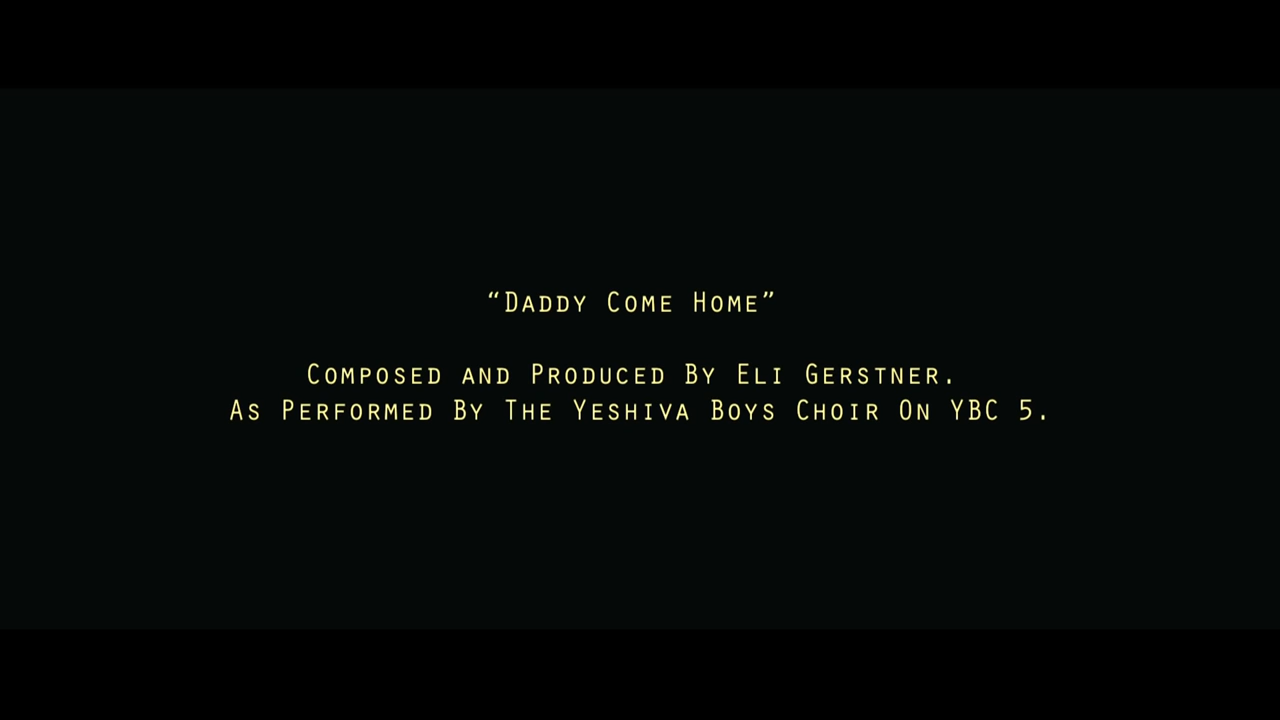 “Daddy Come Home”
Composed and Produced By Eli Gerstner.
As Performed By The Yeshiva Boys Choir On YBC 5.